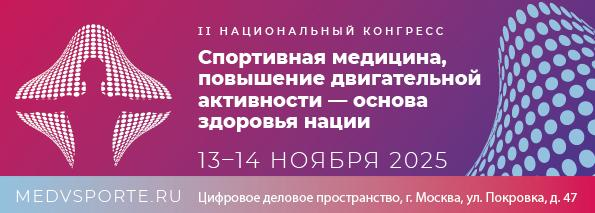 II НАЦИОНАЛЬНЫЙ КОНГРЕСС
Спортивная медицина,
повышение двигательной
активности — основа
здоровья нации
13–14 НОЯБРЯ 2025
MEDVSPORTE.RU
Цифровое деловое пространство, г. Москва, ул. Покровка, д. 47